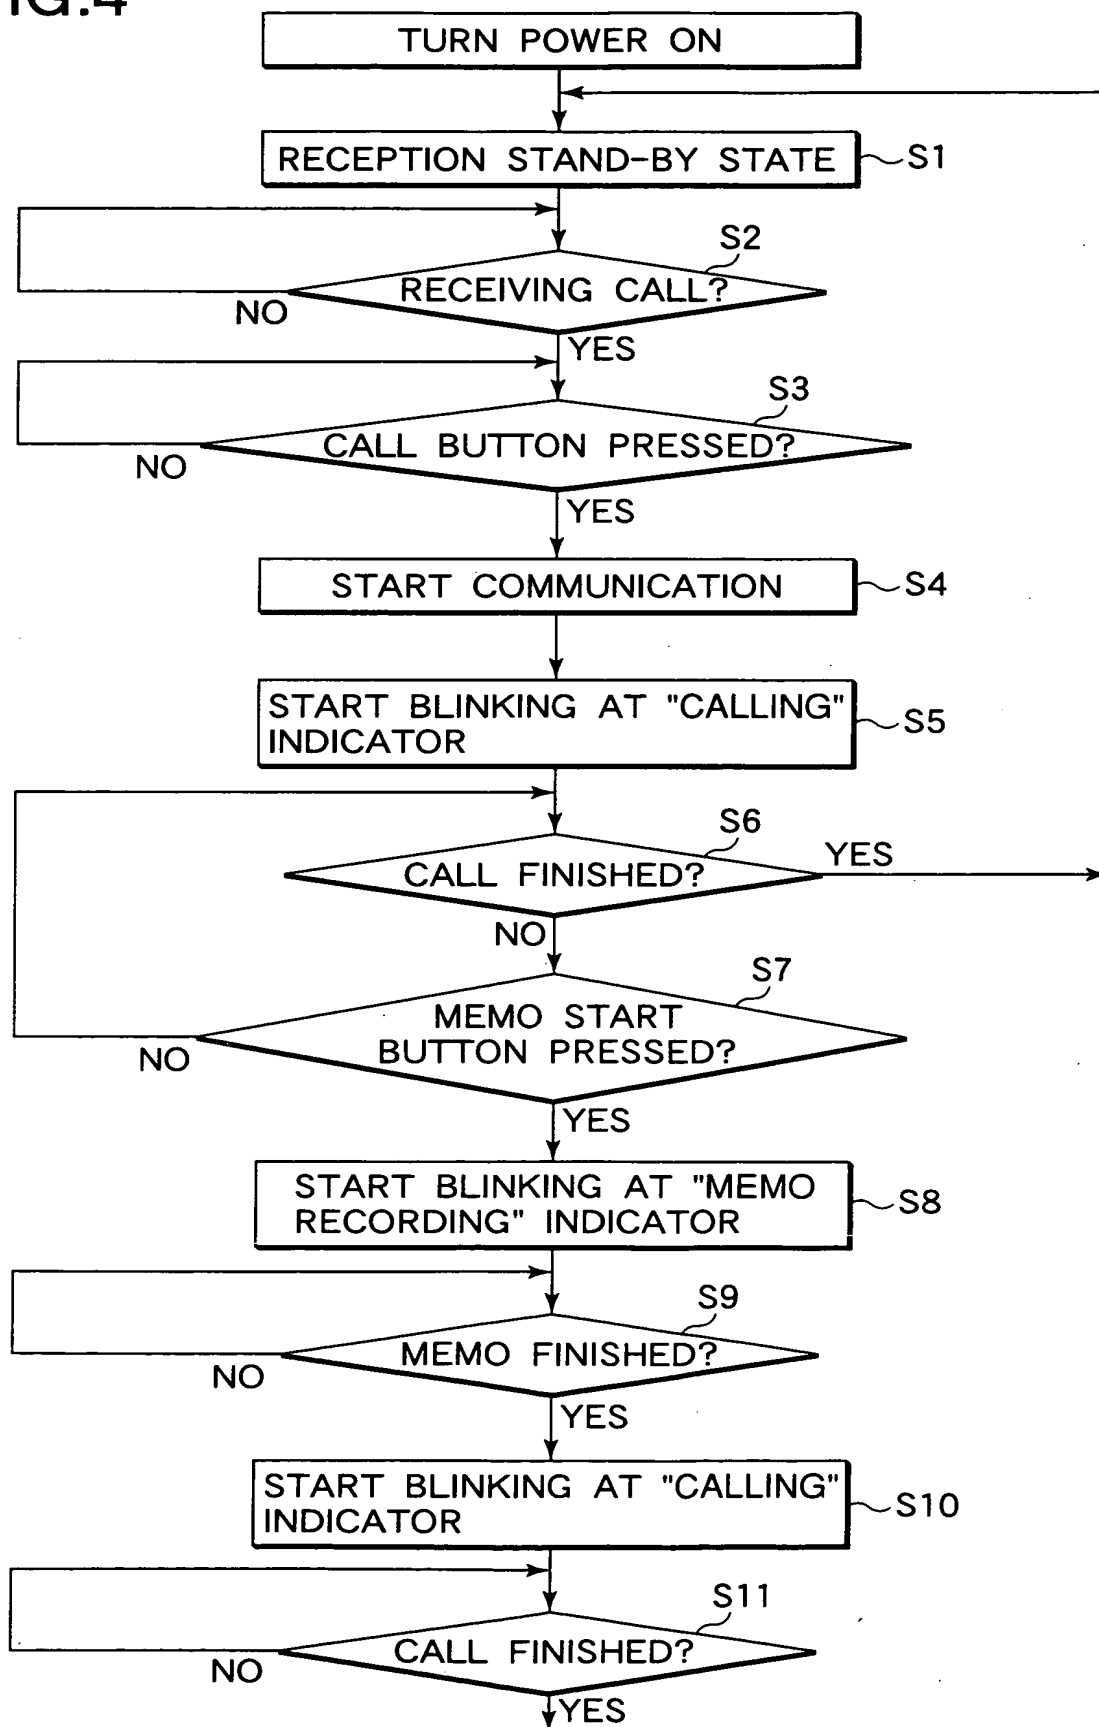 FIG.4
TURN POWER ON
RECEPTION STAND-BY STATE
S1
S2
RECEIVING CALL?
NO
YES
S3
CALL BUTTON PRESSED?
NO
YES
START COMMUNICATION
S4
START BLINKING AT "CALLING"
INDICATOR
S5
S6
CALL FINISHED?
YES
NO
S7
MEMO START
BUTTON PRESSED?
NO
YES
START BLINKING AT "MEMO
RECORDING" INDICATOR
S8
S9
MEMO FINISHED?
NO
YES
START BLINKING AT "CALLING"
INDICATOR
S10
S11
CALL FINISHED?
NO
YES